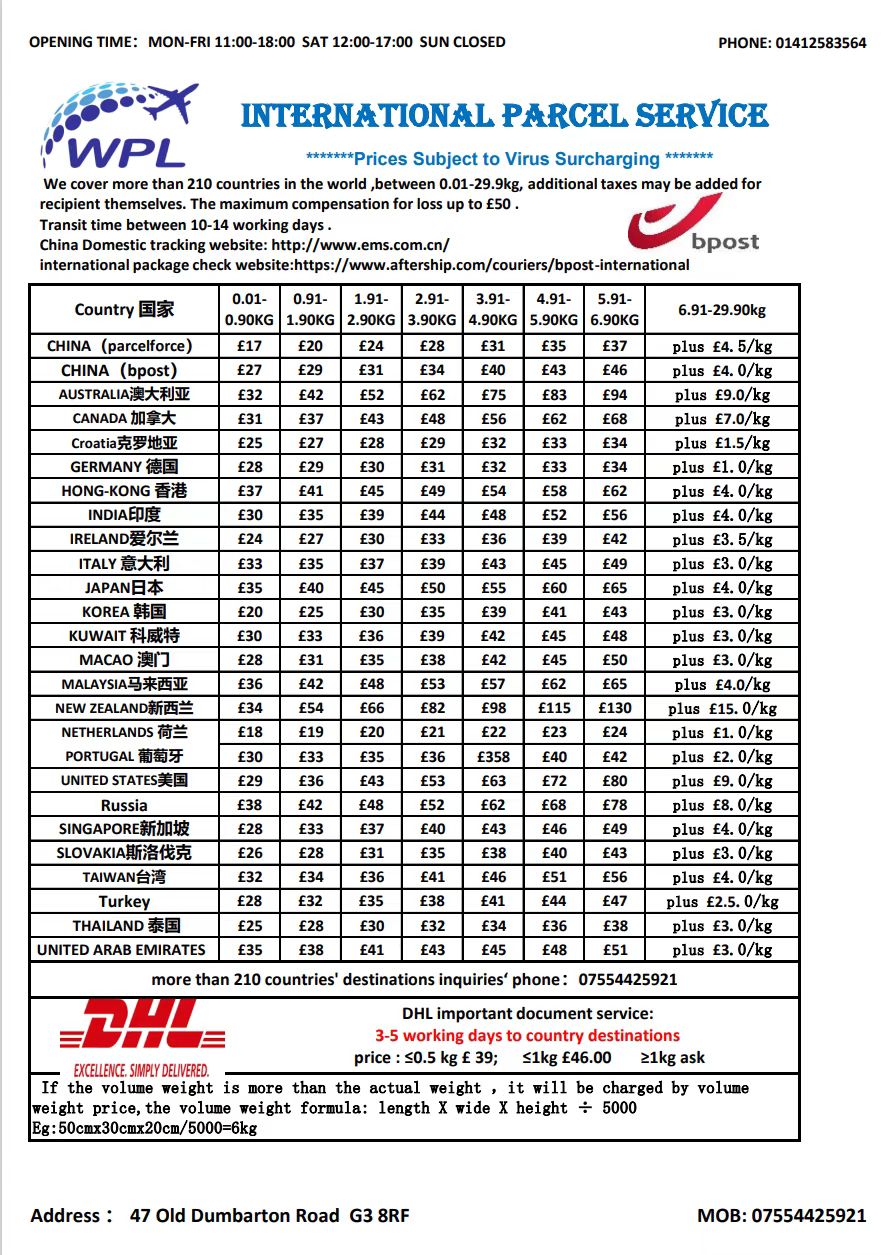 OPENING TIME： MON-FRI 11:00-18:00 SAT 12:00-17:00 SUN CLOSED PHONE: 01412583564
WPL
INTERNATIONAL PARCEL SERVICE
*******Prices Subject to Virus Surcharging *******
We cover more than 210 countries in the world ,between 0.01-29.9kg, additional taxes may be added for
recipient themselves. The maximum compensation for loss up to £50 .
Transit time between 10-14 working days .
China Domestic tracking website: http://www.ems.com.cn/
international package check website:https://www.aftership.com/couriers/bpost-international
bpost
Country 国家 0.01-0.90KG 0.91-1.90KG 1.91-2.90KG 2.91-3.90KG 3.91-4.90KG 4.91-5.90KG 5.91-6.90KG 6.91-29.90kg
CHINA（parcelforce） £17 £20 £24 £28 £31 £35 £37 plus £4.5/kg
CHINA（bpost） £27 £29 £31 £34 £40 £43 £46 plus £4.0/kg
AUSTRALIA澳大利亚 £32 £42 £52 £62 £75 £83 £94 plus £9.0/kg
CANADA 加拿大 £31 £37 £43 £48 £56 £62 £68 plus £7.0/kg
Croatia克罗地亚 £25 £27 £28 £29 £32 £33 £34 plus £1.5/kg
GERMANY 德国 £28 £29 £30 £31 £32 £33 £34 plus £1.0/kg
HONG-KONG 香港 £37 £41 £45 £49 £54 £58 £62 plus £4.0/kg
INDIA印度 £30 £35 £39 £44 £48 £52 £56 plus £4.0/kg
IRELAND爱尔兰 £24 £27 £30 £33 £36 £39 £42 plus £3.5/kg
ITALY 意大利 £33 £35 £37 £39 £43 £45 £49 plus £3.0/kg
JAPAN日本 £35 £40 £45 £50 £55 £60 £65 plus £4.0/kg
KOREA 韩国 £20 £25 £30 £35 £39 £41 £43 plus £3.0/kg
KUWAIT 科威特 £30 £33 £36 £39 £42 £45 £48 plus £3.0/kg
MACAO 澳门 £28 £31 £35 £38 £42 £45 £50 plus £3.0/kg
MALAYSIA马来西亚 £36 £42 £48 £53 £57 £62 £65 plus £4.0/kg
NEW ZEALAND新西兰 £34 £54 £66 £82 £98 £115 £130 plus £15.0/kg
NETHERLANDS 荷兰 £18 £19 £20 £21 £22 £23 £24 plus £1.0/kg
PORTUGAL 葡萄牙 £30 £33 £35 £36 £358 £40 £42 plus £2.0/kg
UNITED STATES美国 £29 £36 £43 £53 £63 £72 £80 plus £9.0/kg
Russia £38 £42 £48 £52 £62 £68 £78 plus £8.0/kg
SINGAPORE新加坡 £28 £33 £37 £40 £43 £46 £49 plus £4.0/kg
SLOVAKIA斯洛伐克 £26 £28 £31 £35 £38 £40 £43 plus £3.0/kg
TAIWAN台湾 £32 £34 £36 £41 £46 £51 £56 plus £4.0/kg
Turkey £28 £32 £35 £38 £41 £44 £47 plus £2.5.0/kg
THAILAND 泰国 £25 £28 £30 £32 £34 £36 £38 plus £3.0/kg
UNITED ARAB EMIRATES £35 £38 £41 £43 £45 £48 £51 plus £3.0/kg
more than 210 countries' destinations inquiries‘ phone： 07554425921
DHL
EXCELLENCE. SIMPLY DELIVERED.
DHL important document service:
3-5 working days to country destinations
price : ≤0.5 kg £ 39; ≤1kg £46.00 ≥1kg ask
If the volume weight is more than the actual weight , it will be charged by volume
weight price,the volume weight formula: length X wide X height ÷ 5000
Eg:50cmx30cmx20cm/5000=6kg
Address： 47 Old Dumbarton Road G3 8RF MOB: 07554425921